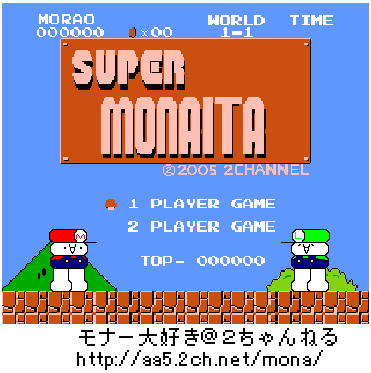 MORAO WORLD TIME
000000 x00 1-1
SUPER
MONAITA
©2005 2CHANNEL
1 PLAYER GAME
2 PLAYER GAME
TOP- 000000
M L
モナー大好き@2ちゃんねる
http://aa5.2ch.net/mona/